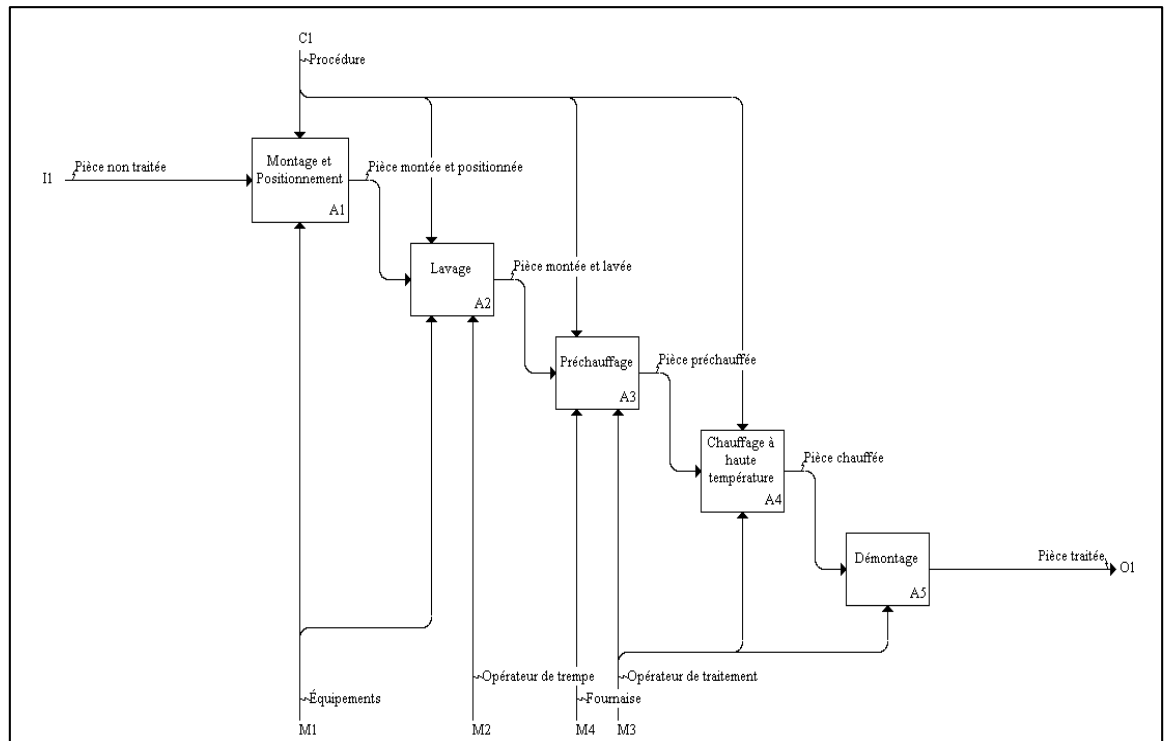 C1
Procédure
Pièce non traitée
I1
Montage et
Positionnement
A1
Pièce montée et positionnée
Lavage
A2
Pièce montée et lavée
Préchauffage
A3
Pièce préchauffée
Chauffage à
haute
température
A4
Pièce chauffée
Démontage
A5
Pièce traitée
O1
Opérateur de trempe
Opérateur de traitement
Équipements
Fournaise
M1
M2
M4
M3